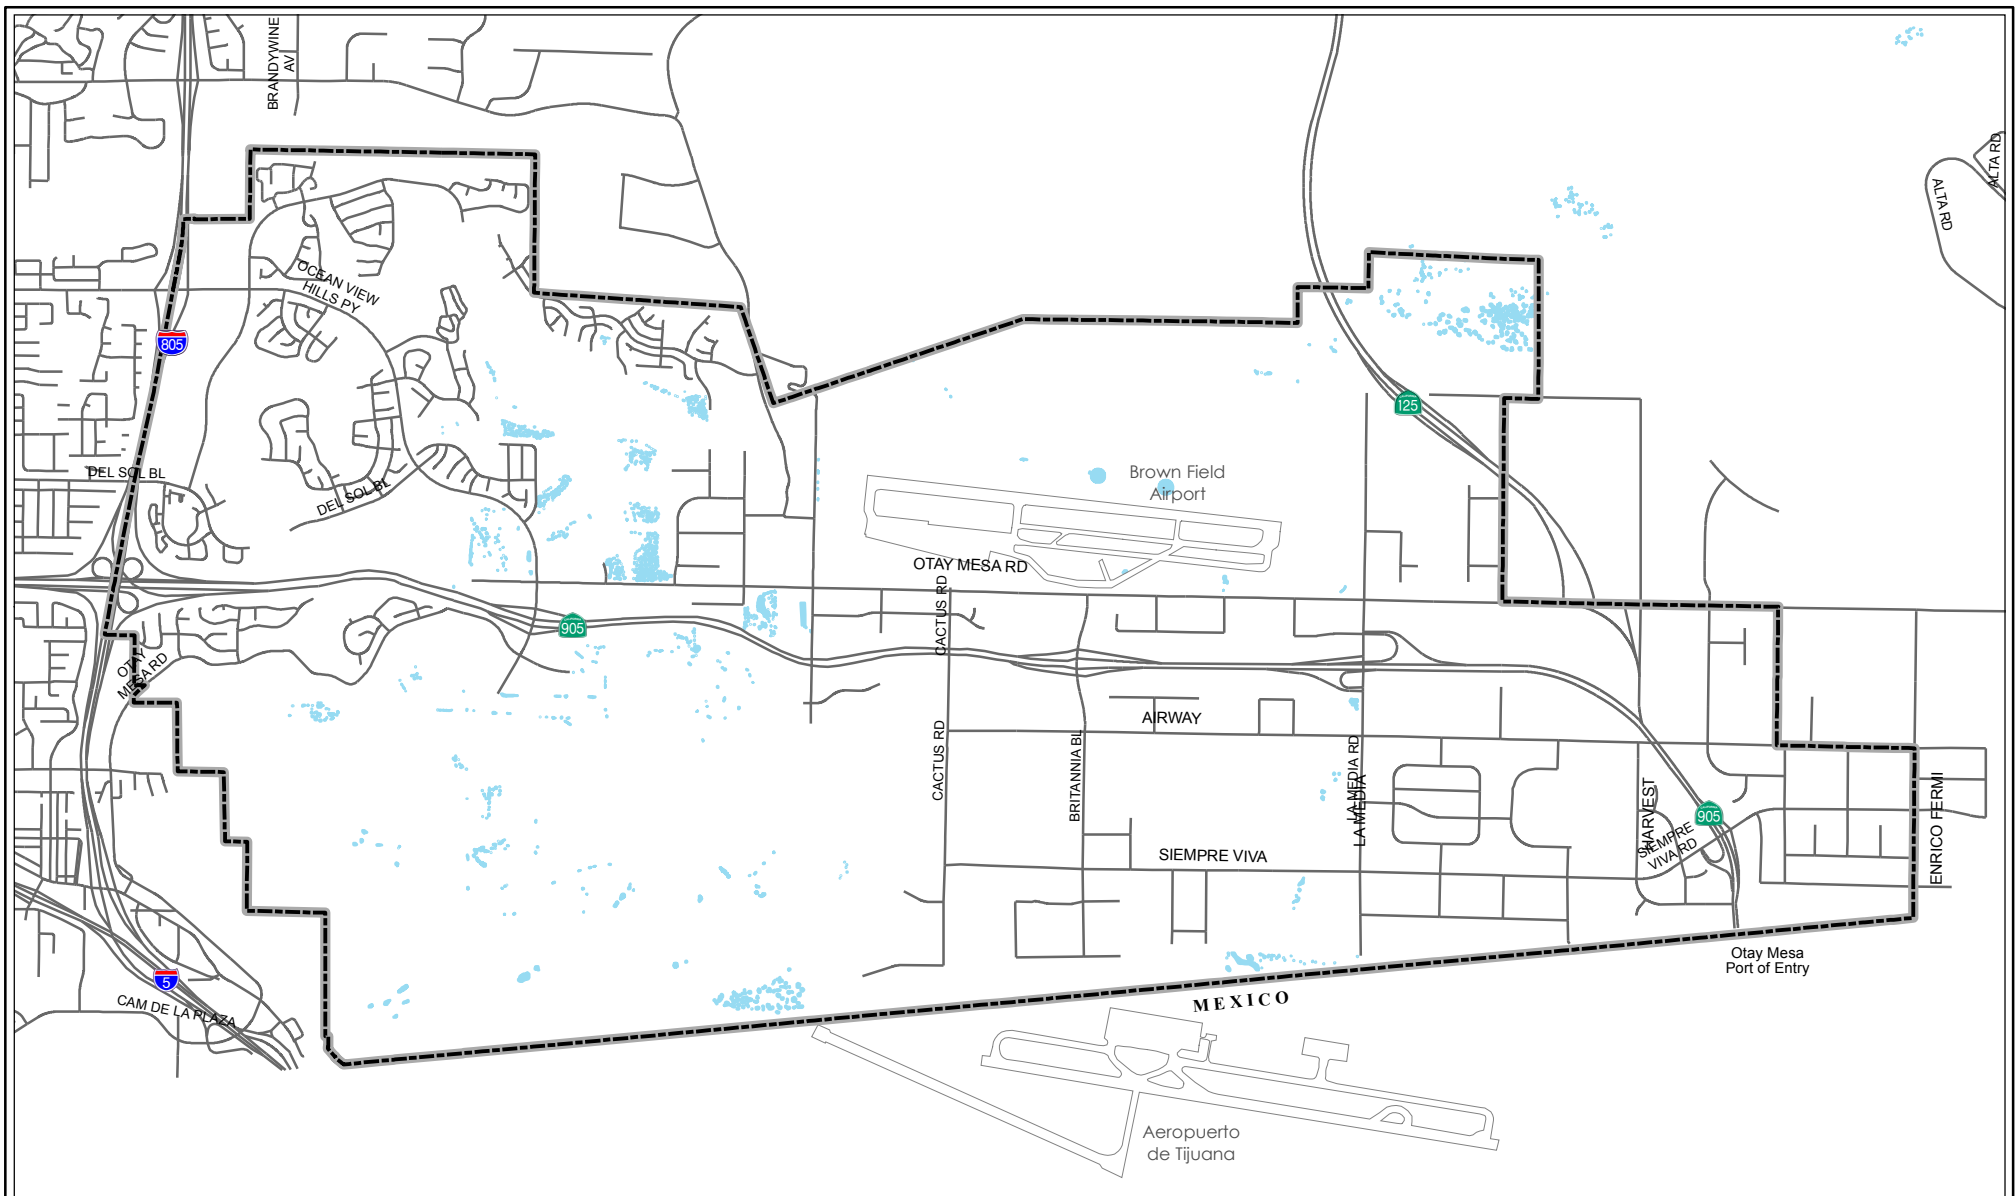 BRANDYWINE
AV
ALTA RD
ALTA RD
OCEAN VIEW
HILLS PY
805
125
DEL SOL BL
DEL SOL BL
Brown Field
Airport
OTAY MESA RD
CACTUS RD
905
OTAY
MESA RD
AIRWAY
CACTUS RD
BRITANNIA BL
LA MEDIA RD
LA MEDIA
HARVEST
905
SIEMPRE
VIVA RD
ENRICO FERMI
SIEMPRE VIVA
Otay Mesa
Port of Entry
5
CAM DE LA PLAZA
MEXICO
Aeropuerto
de Tijuana